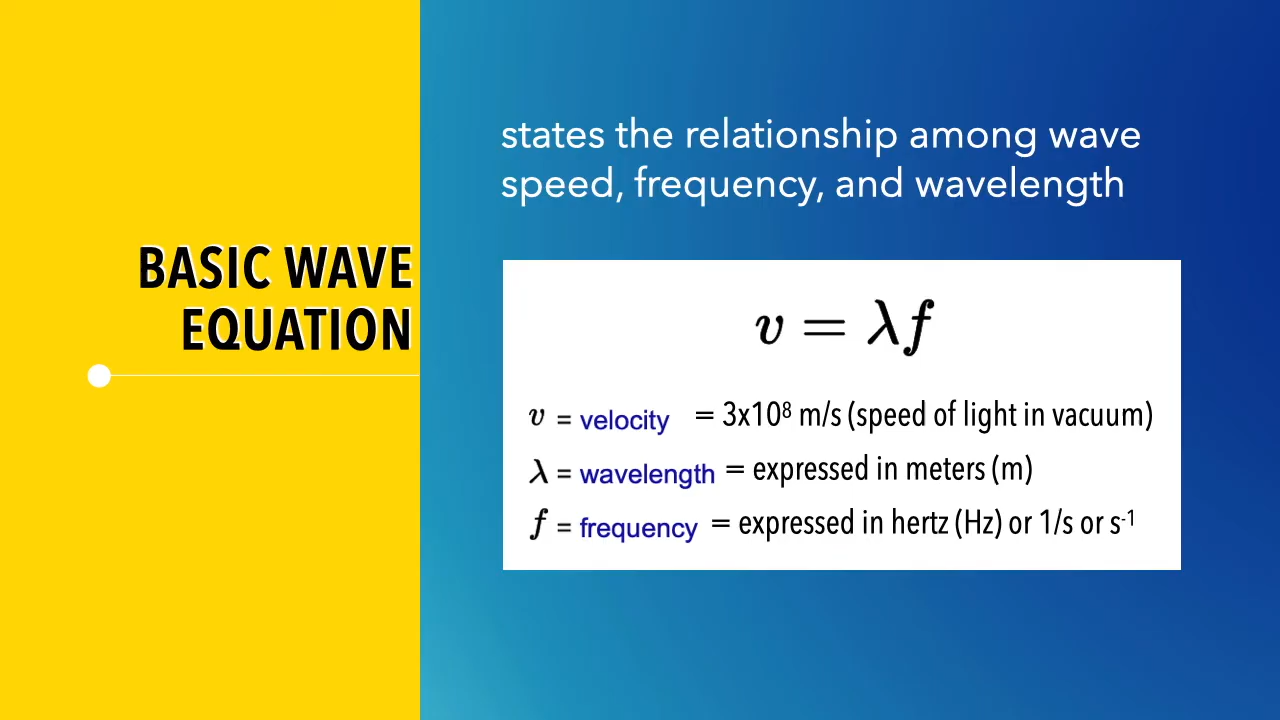 BASIC WAVE
EQUATION
states the relationship among wave
speed, frequency, and wavelength
v = λf
v = velocity = 3x10⁸ m/s (speed of light in vacuum)
λ = wavelength = expressed in meters (m)
f = frequency = expressed in hertz (Hz) or 1/s or s⁻¹